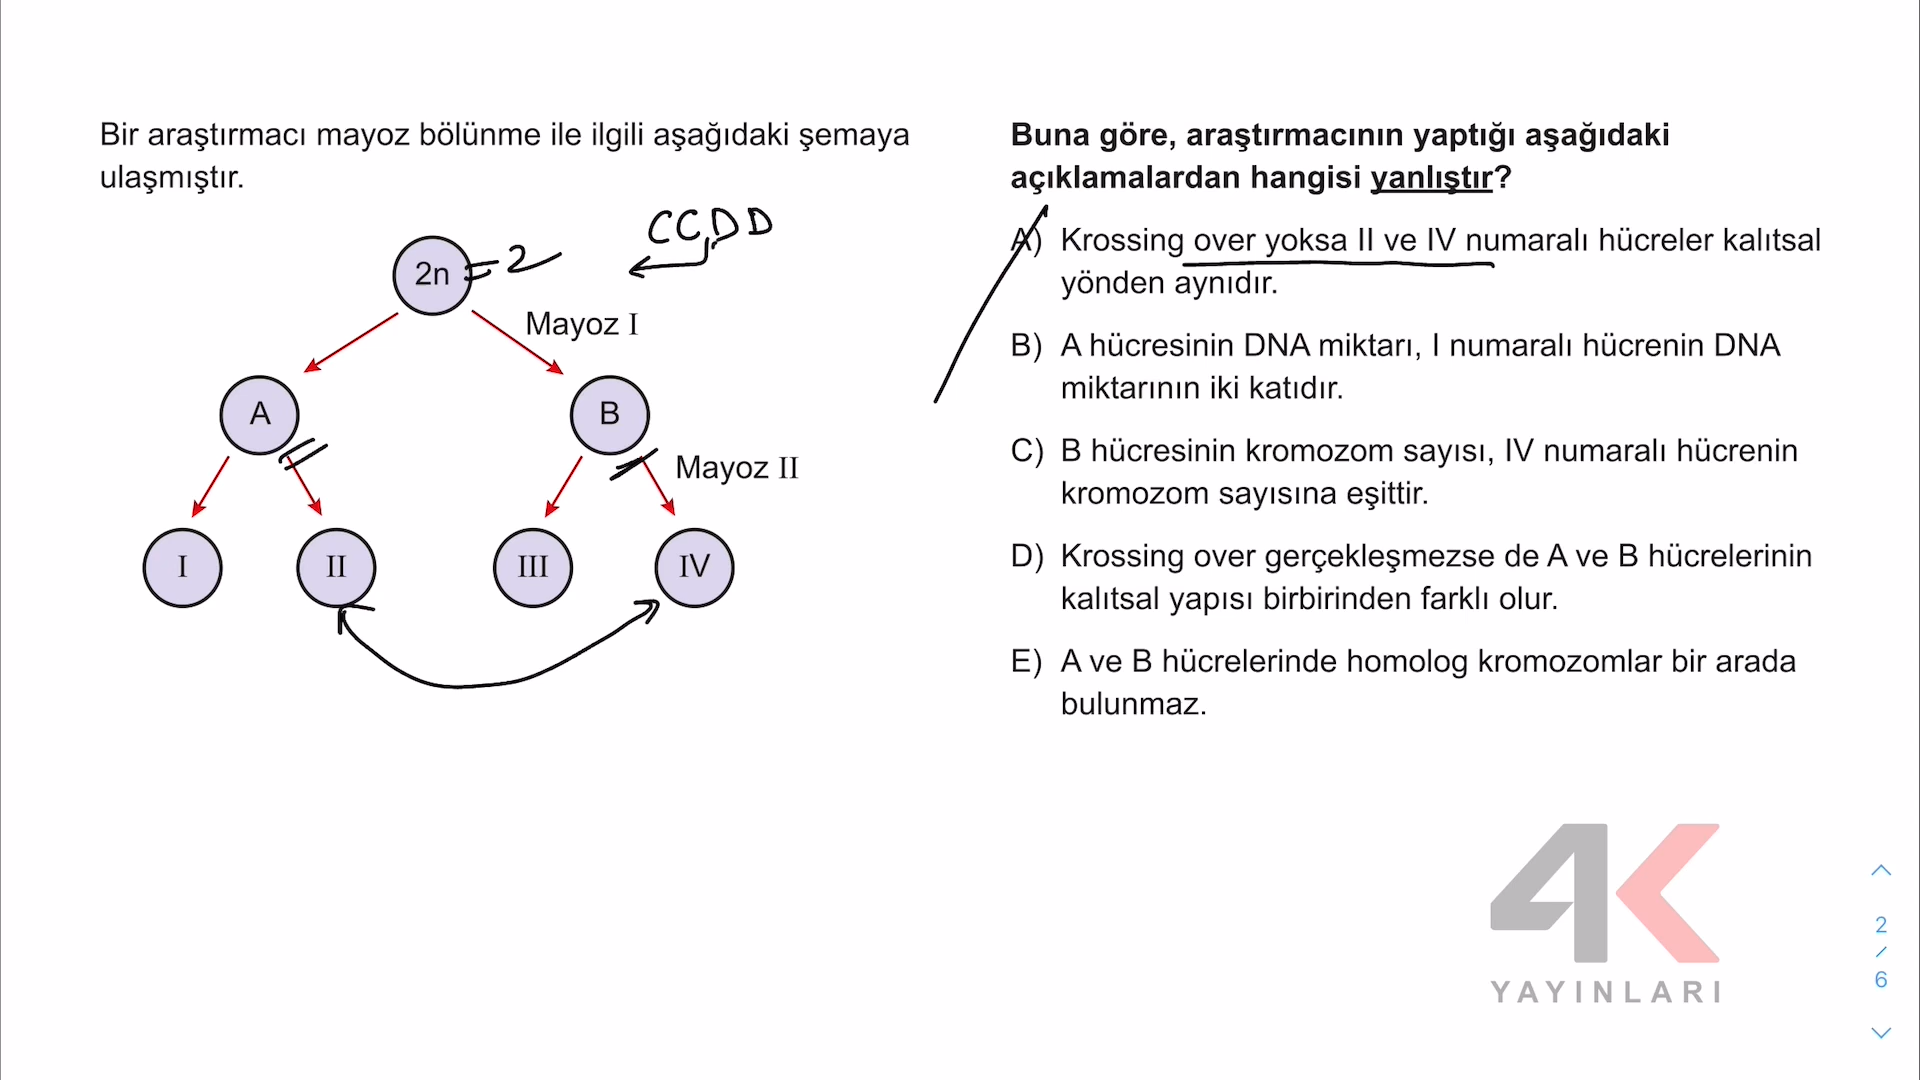 Bir araştırmacı mayoz bölünme ile ilgili aşağıdaki şemaya
ulaşmıştır.
CCDD
2n = 2
Mayoz I
A
B
Mayoz II
I
II
III
IV
Buna göre, araştırmacının yaptığı aşağıdaki
açıklamalardan hangisi yanlıştır?
A) Krossing over yoksa II ve IV numaralı hücreler kalıtsal
yönden aynıdır.
B) A hücresinin DNA miktarı, I numaralı hücrenin DNA
miktarının iki katıdır.
C) B hücresinin kromozom sayısı, IV numaralı hücrenin
kromozom sayısına eşittir.
D) Krossing over gerçekleşmezse de A ve B hücrelerinin
kalıtsal yapısı birbirinden farklı olur.
E) A ve B hücrelerinde homolog kromozomlar bir arada
bulunmaz.
4K
YAYINLARI
2
/
6